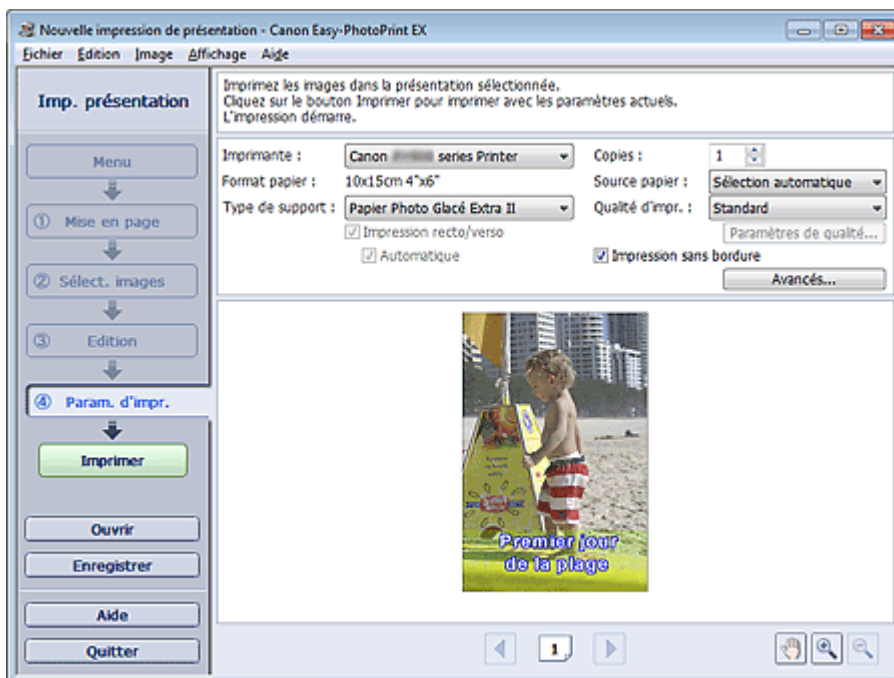 Nouvelle impression de présentation - Canon Easy-PhotoPrint EX
Fichier Edition Image Affichage Aide
Imp. présentation
Menu
① Mise en page
② Sélect. images
③ Edition
④ Param. d'impr.
Imprimer
Ouvrir
Enregistrer
Aide
Quitter
Imprimez les images dans la présentation sélectionnée.
Cliquez sur le bouton Imprimer pour imprimer avec les paramètres actuels.
L'impression démarre.
Imprimante : Canon series Printer Copies : 1
Format papier : 10x15cm 4"x6" Source papier : Sélection automatique
Type de support : Papier Photo Glacé Extra II Qualité d'impr. : Standard
Impression recto/verso Paramètres de qualité...
Automatique Impression sans bordure
Avancés...
Premier jour
de la plage
1